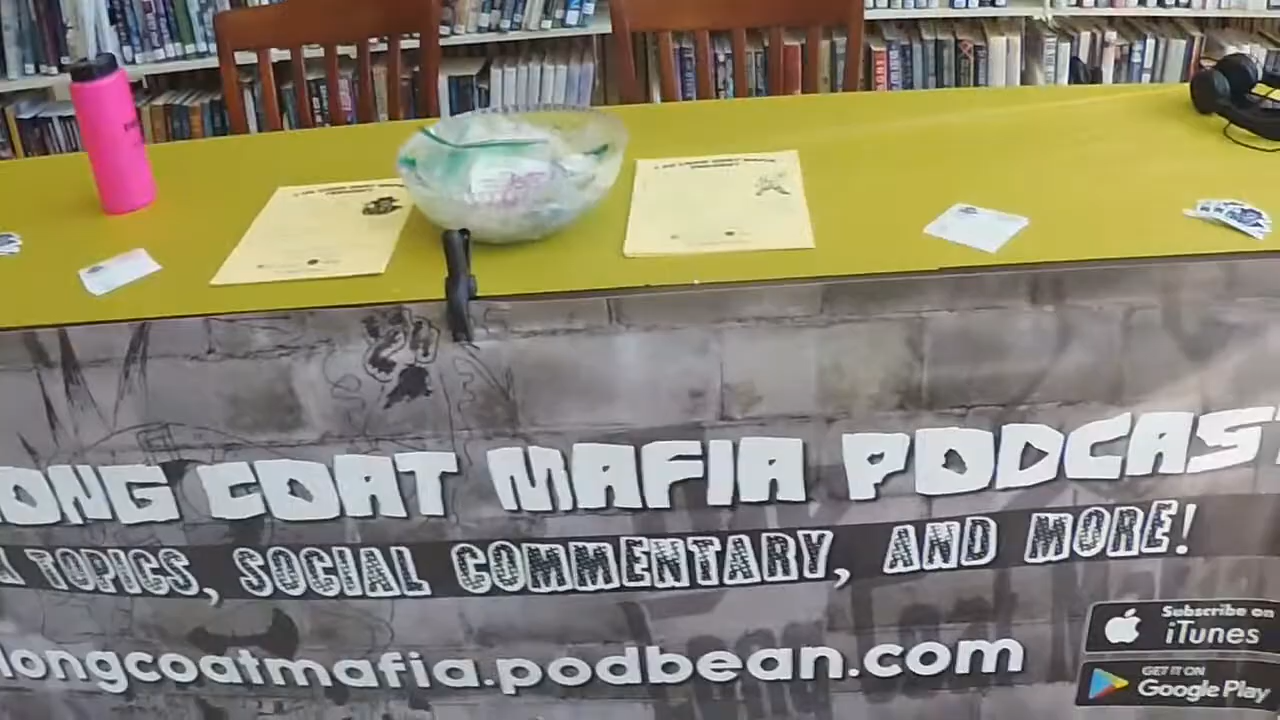 ONG COAT MAFIA PODCAST
TOPICS, SOCIAL COMMENTARY, AND MORE!
longcoatmafia.podbean.com
Subscribe on
iTunes
GET IT ON
Google Play